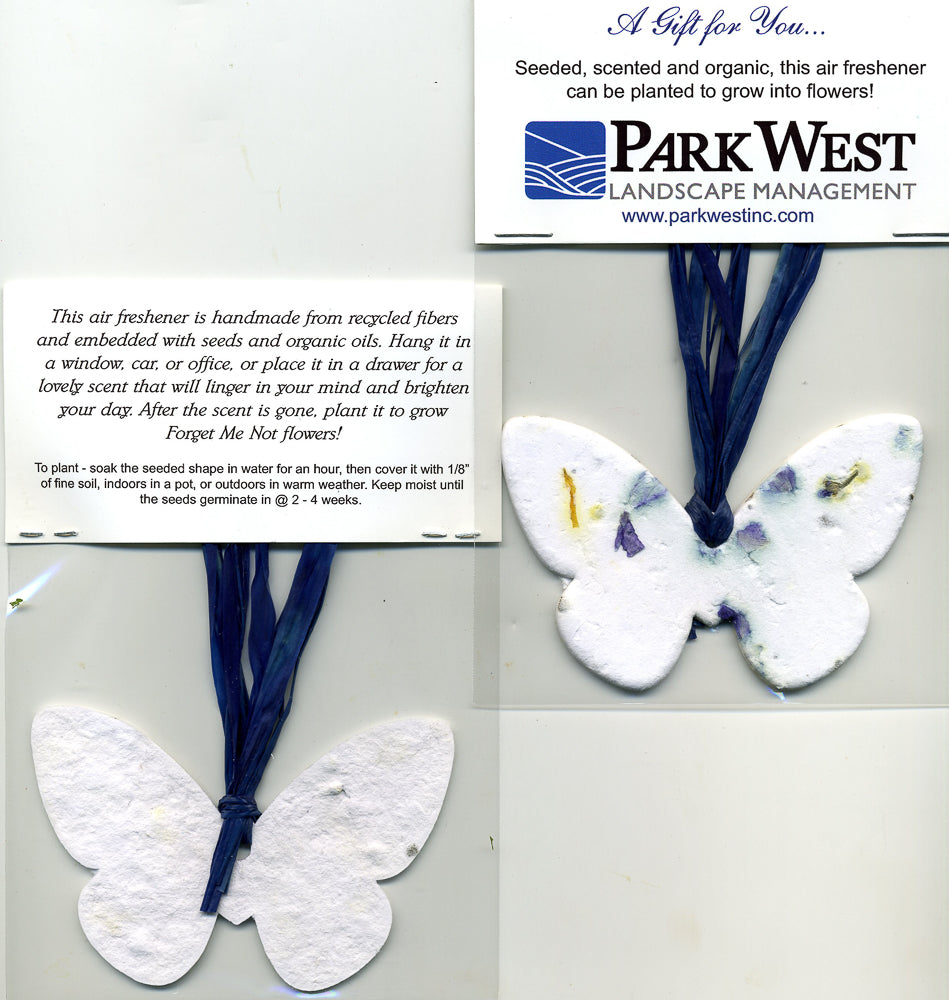 A Gift for You...
Seeded, scented and organic, this air freshener
can be planted to grow into flowers!
PARK WEST
LANDSCAPE MANAGEMENT
www.parkwestinc.com
This air freshener is handmade from recycled fibers
and embedded with seeds and organic oils. Hang it in
a window, car, or office, or place it in a drawer for a
lovely scent that will linger in your mind and brighten
your day. After the scent is gone, plant it to grow
Forget Me Not flowers!
To plant - soak the seeded shape in water for an hour, then cover it with 1/8"
of fine soil, indoors in a pot, or outdoors in warm weather. Keep moist until
the seeds germinate in @ 2 - 4 weeks.